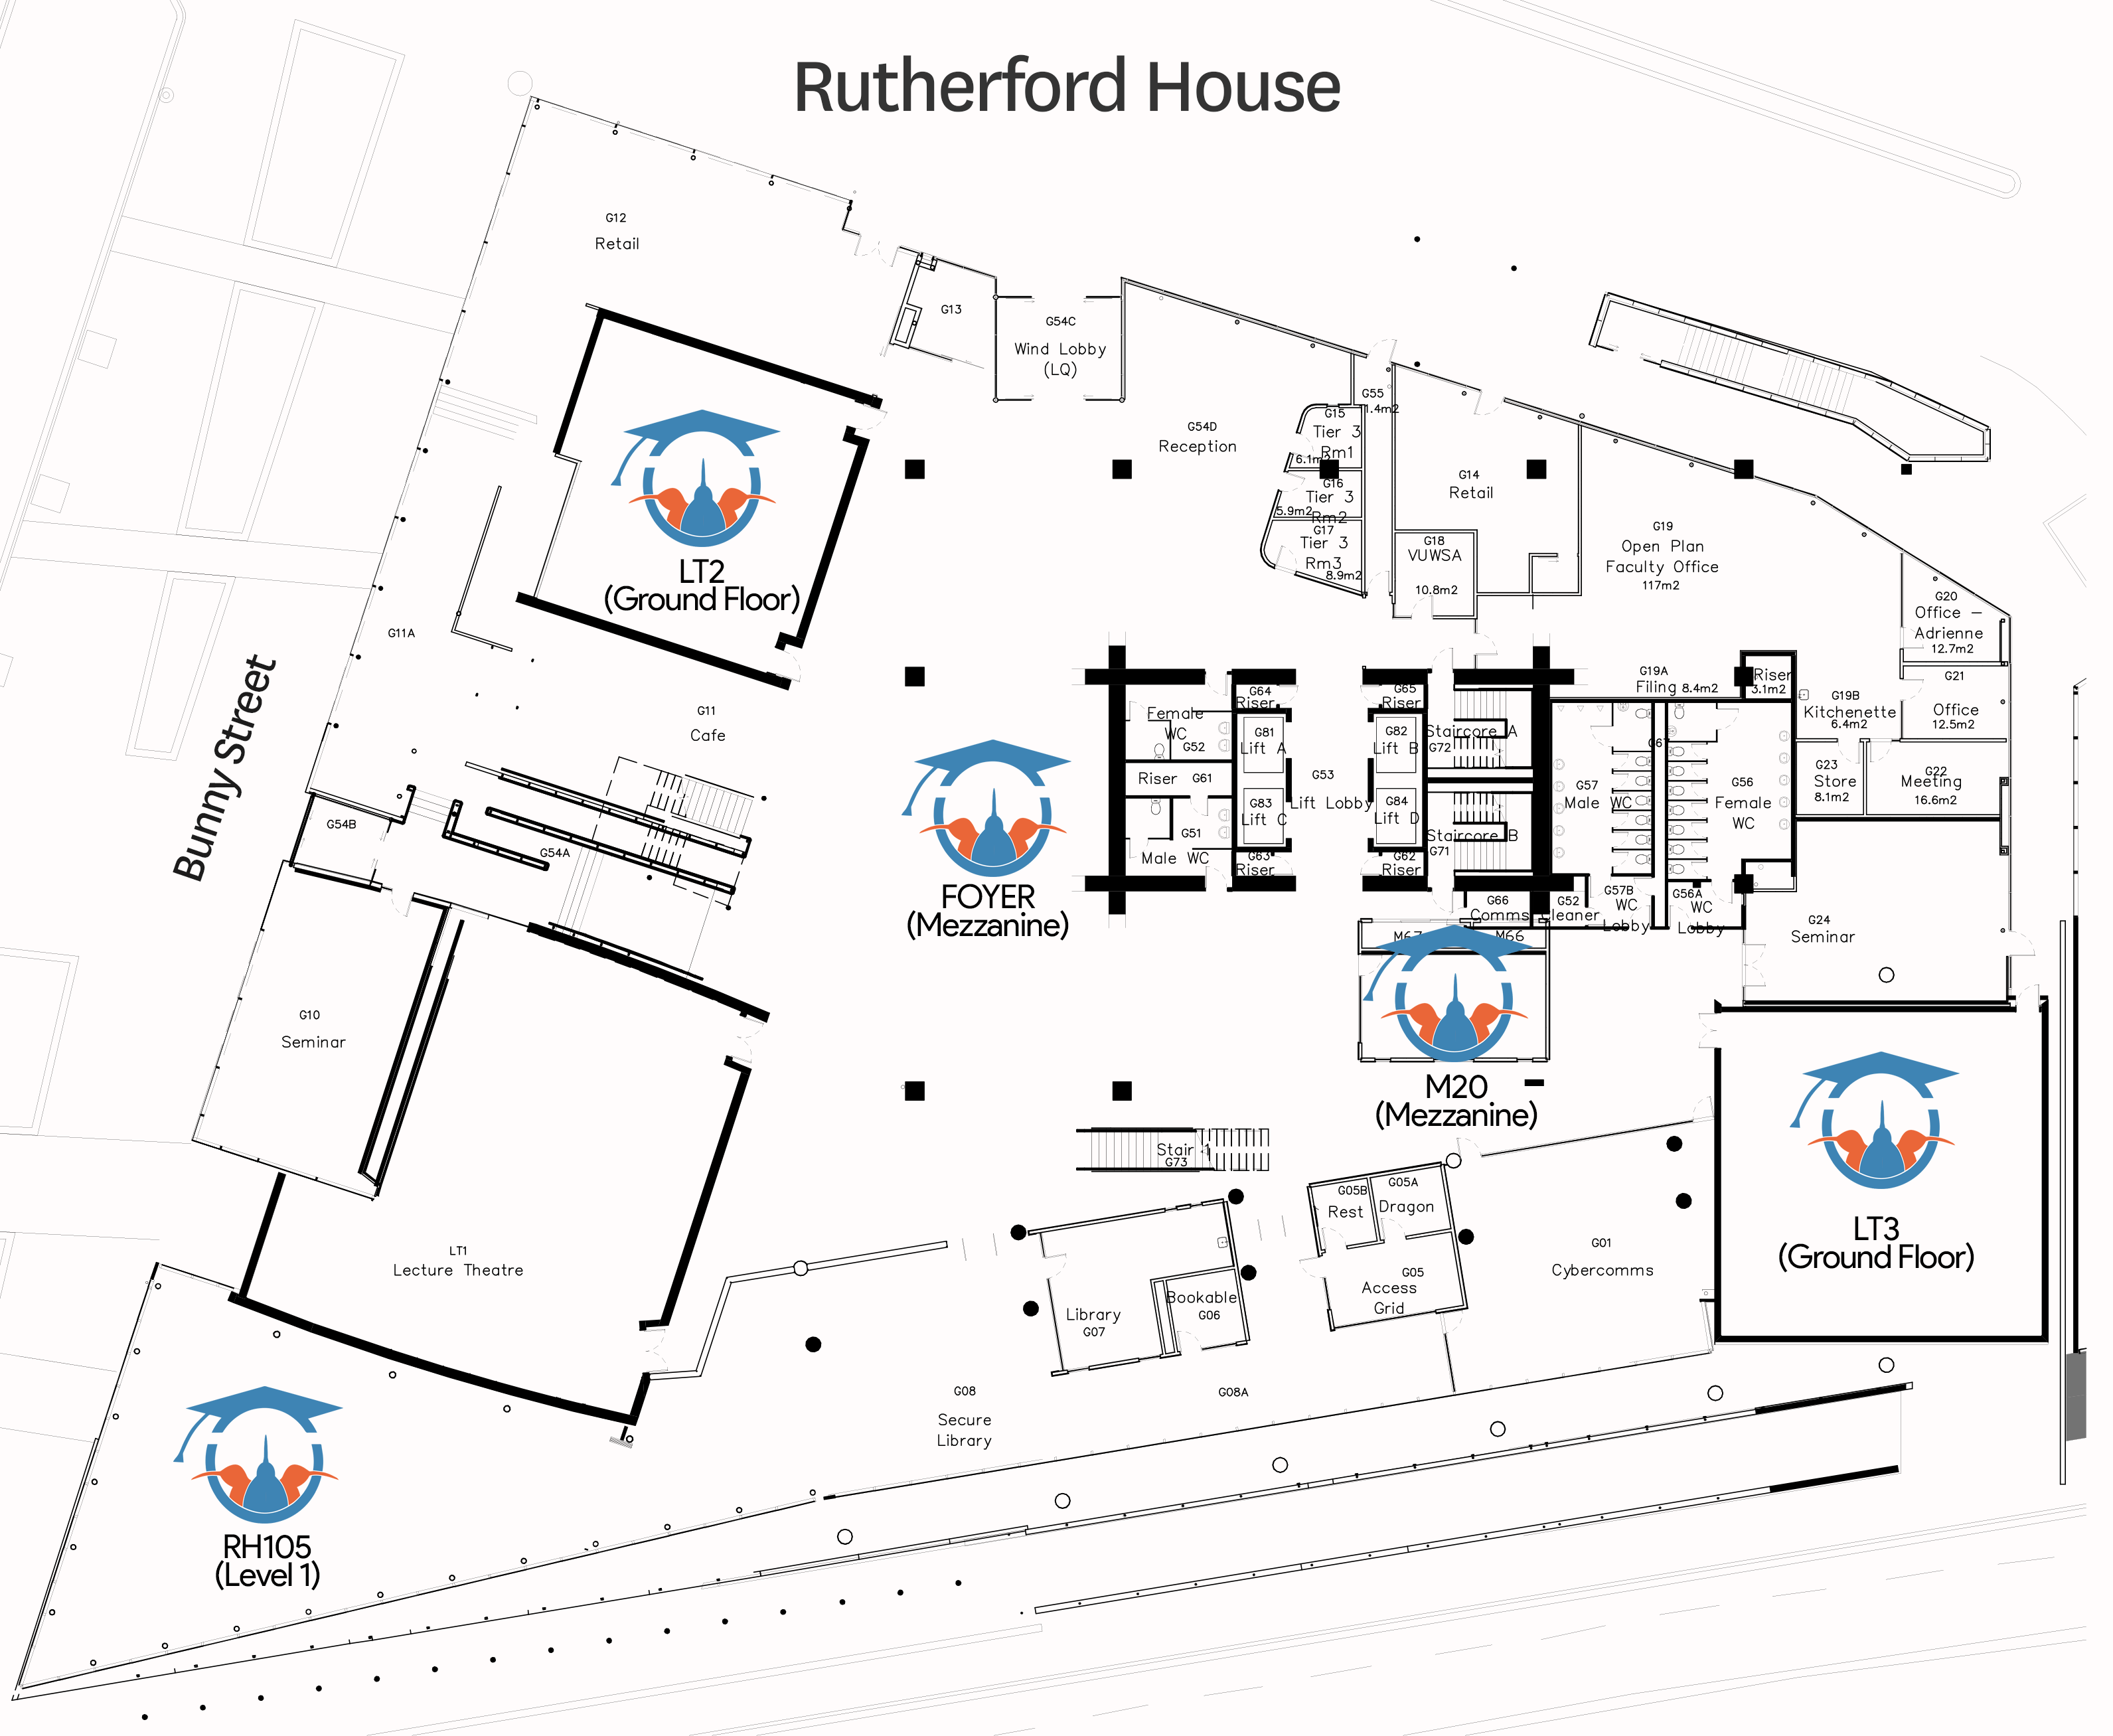 Rutherford House
G12
Retail
G13
G54C
Wind Lobby
(LQ)
G54D
Reception
G55
1.4m2
G15
Tier 3
Rm1
6.1m2
G16
Tier 3
5.9m2
Rm2
G17
Tier 3
Rm3
8.9m2
G14
Retail
G18
VUWSA
10.8m2
G19
Open Plan
Faculty Office
117m2
G20
Office –
Adrienne
12.7m2
G21
Office
12.5m2
LT2
(Ground Floor)
G11A
Bunny Street
G11
Cafe
G54B
G54A
Female
WC
G52
Riser G61
G51
Male WC
G64
Riser
G81
Lift A
G83
Lift C
G63
Riser
G53
Lift Lobby
G65
Riser
G82
Lift B
G84
Lift D
G62
Riser
Staircore A
G72
Staircore B
G71
G19A
Filing 8.4m2
Riser
3.1m2
G19B
Kitchenette
6.4m2
G67
G57
Male WC
G56
Female
WC
G23
Store
8.1m2
G22
Meeting
16.6m2
G66
Comms
G52
Cleaner
G57B
WC
Lobby
G56A
WC
Lobby
G24
Seminar
FOYER
(Mezzanine)
M67
M66
M20
(Mezzanine)
G10
Seminar
LT1
Lecture Theatre
Stair 1
G73
G05B
Rest
G05A
Dragon
G05
Access
Grid
G01
Cybercomms
LT3
(Ground Floor)
Library
G07
Bookable
G06
G08
Secure
Library
G08A
RH105
(Level 1)